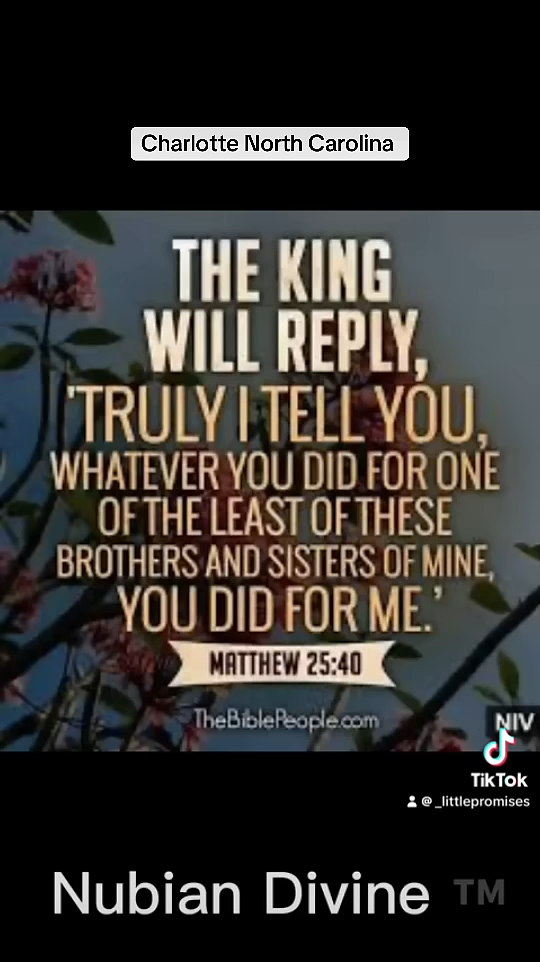 Charlotte North Carolina
THE KING
WILL REPLY,
'TRULY I TELL YOU,
WHATEVER YOU DID FOR ONE
OF THE LEAST OF THESE
BROTHERS AND SISTERS OF MINE,
YOU DID FOR ME.'
MATTHEW 25:40
TheBiblePeople.com
NIV
TikTok
@_littlepromises
Nubian Divine ™